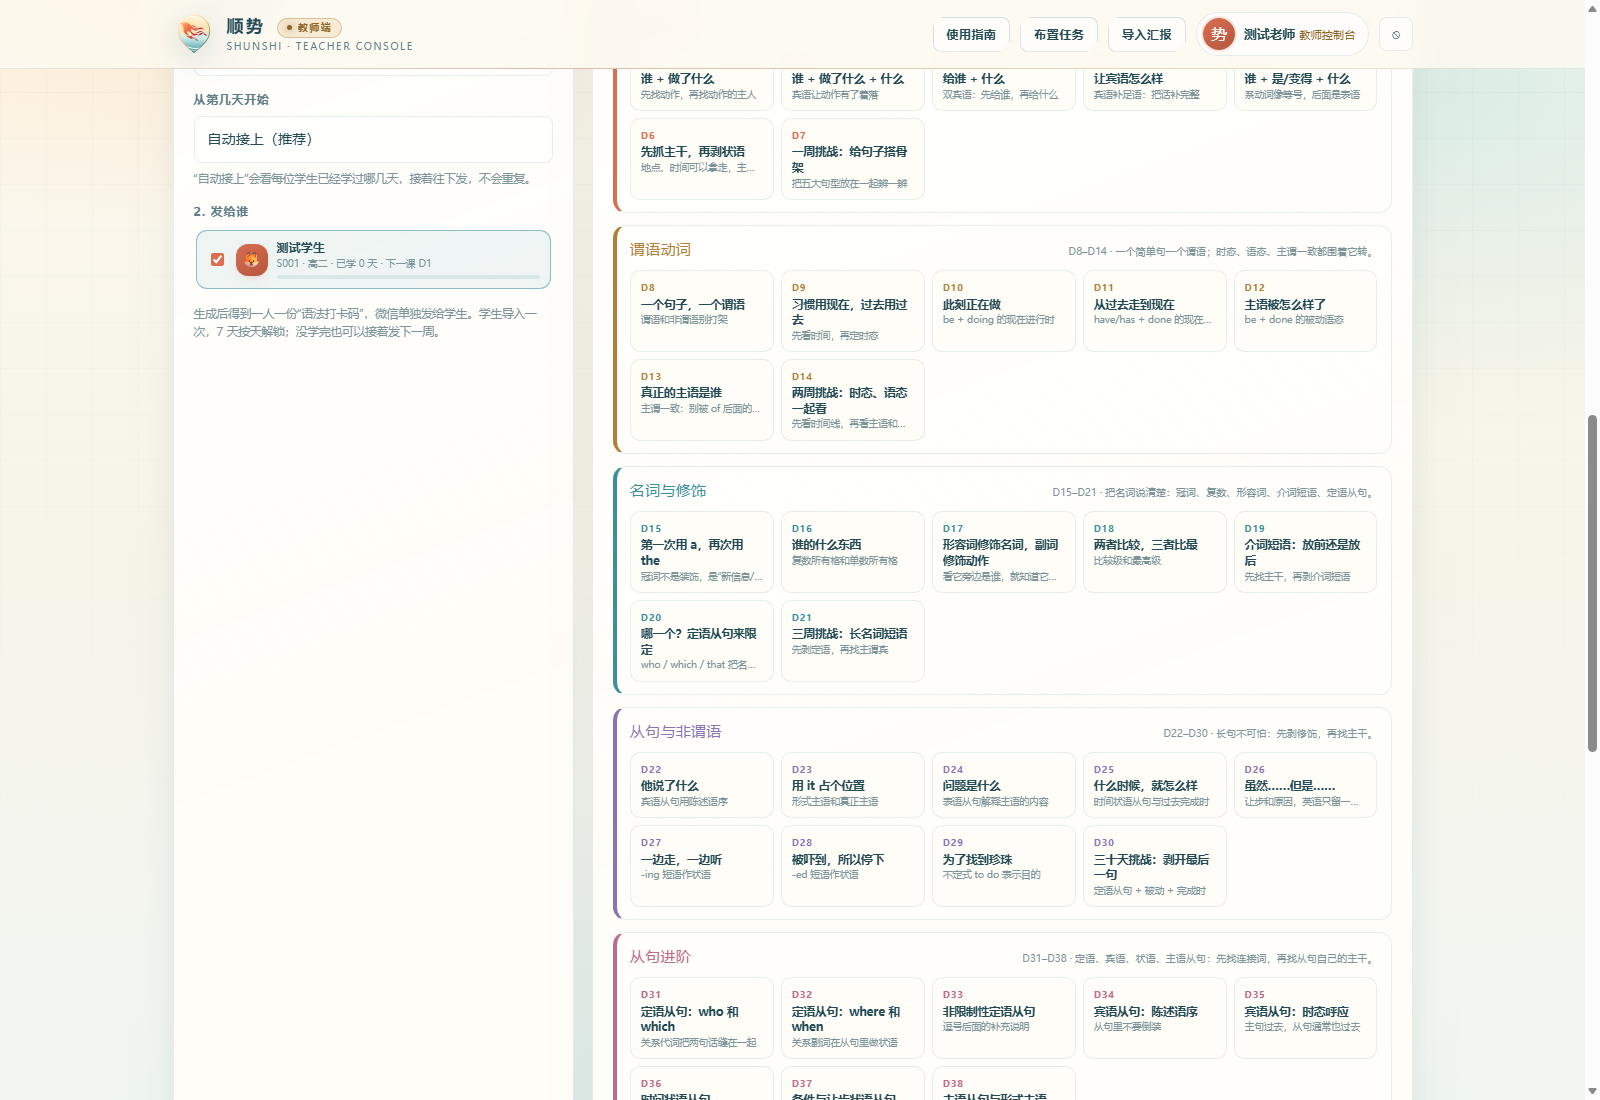 顺势
教师端
SHUNSHI · TEACHER CONSOLE
使用指南
布置任务
导入汇报
势
测试老师 教师控制台
从第几天开始
自动接上（推荐）
“自动接上”会看每位学生已经学过哪几天，接着往下发，不会重复。
2. 发给谁
测试学生
S001 · 高二 · 已学 0 天 · 下一课 D1
生成后得到一人一份“语法打卡码”，微信单独发给学生。学生导入一
次，7 天按天解锁；没学完也可以接着发下一周。
谁 + 做了什么
先找动作，再找动作的主人
谁 + 做了什么 + 什么
宾语让动作有了着落
给谁 + 什么
双宾语：先给谁，再给什么
让宾语怎么样
宾语补足语：把话补完整
谁 + 是/变得 + 什么
系动词像等号，后面是表语
D6
先抓主干，再剥状语
地点、时间可以拿走，主...
D7
一周挑战：给句子搭骨
架
把五大句型放在一起辨一辨
谓语动词
D8–D14 · 一个简单句一个谓语；时态、语态、主谓一致都围着它转。
D8
一个句子，一个谓语
谓语和非谓语别打架
D9
习惯用现在，过去用过
去
先看时间，再定时态
D10
此刻正在做
be + doing 的现在进行时
D11
从过去走到现在
have/has + done 的现在...
D12
主语被怎么样了
be + done 的被动语态
D13
真正的主语是谁
主谓一致：别被 of 后面的...
D14
两周挑战：时态、语态
一起看
先看时间线，再看主语和...
名词与修饰
D15–D21 · 把名词说清楚：冠词、复数、形容词、介词短语、定语从句。
D15
第一次用 a，再次用
the
冠词不是装饰，是“新信息/...
D16
谁的什么东西
复数所有格和单数所有格
D17
形容词修饰名词，副词
修饰动作
看它旁边是谁，就知道它...
D18
两者比较，三者比最
比较级和最高级
D19
介词短语：放前还是放
后
先找主干，再剥介词短语
D20
哪一个？定语从句来限
定
who / which / that 把名...
D21
三周挑战：长名词短语
先剥定语，再找主谓宾
从句与非谓语
D22–D30 · 长句不可怕：先剥修饰，再找主干。
D22
他说了什么
宾语从句用陈述语序
D23
用 it 占个位置
形式主语和真正主语
D24
问题是什么
表语从句解释主语的内容
D25
什么时候，就怎么样
时间状语从句与过去完成时
D26
虽然……但是……
让步和原因，英语只留一...
D27
一边走，一边听
-ing 短语作状语
D28
被吓到，所以停下
-ed 短语作状语
D29
为了找到珍珠
不定式 to do 表示目的
D30
三十天挑战：剥开最后
一句
定语从句 + 被动 + 完成时
从句进阶
D31–D38 · 定语、宾语、状语、主语从句：先找连接词，再找从句自己的主干。
D31
定语从句：who 和
which
关系代词把两句话缝在一起
D32
定语从句：where 和
when
关系副词在从句里做状语
D33
非限制性定语从句
逗号后面的补充说明
D34
宾语从句：陈述语序
从句里不要倒装
D35
宾语从句：时态呼应
主句过去，从句通常也过去
D36
时间状语从句
D37
条件与让步状语从句
D38
主语从句与形式主语